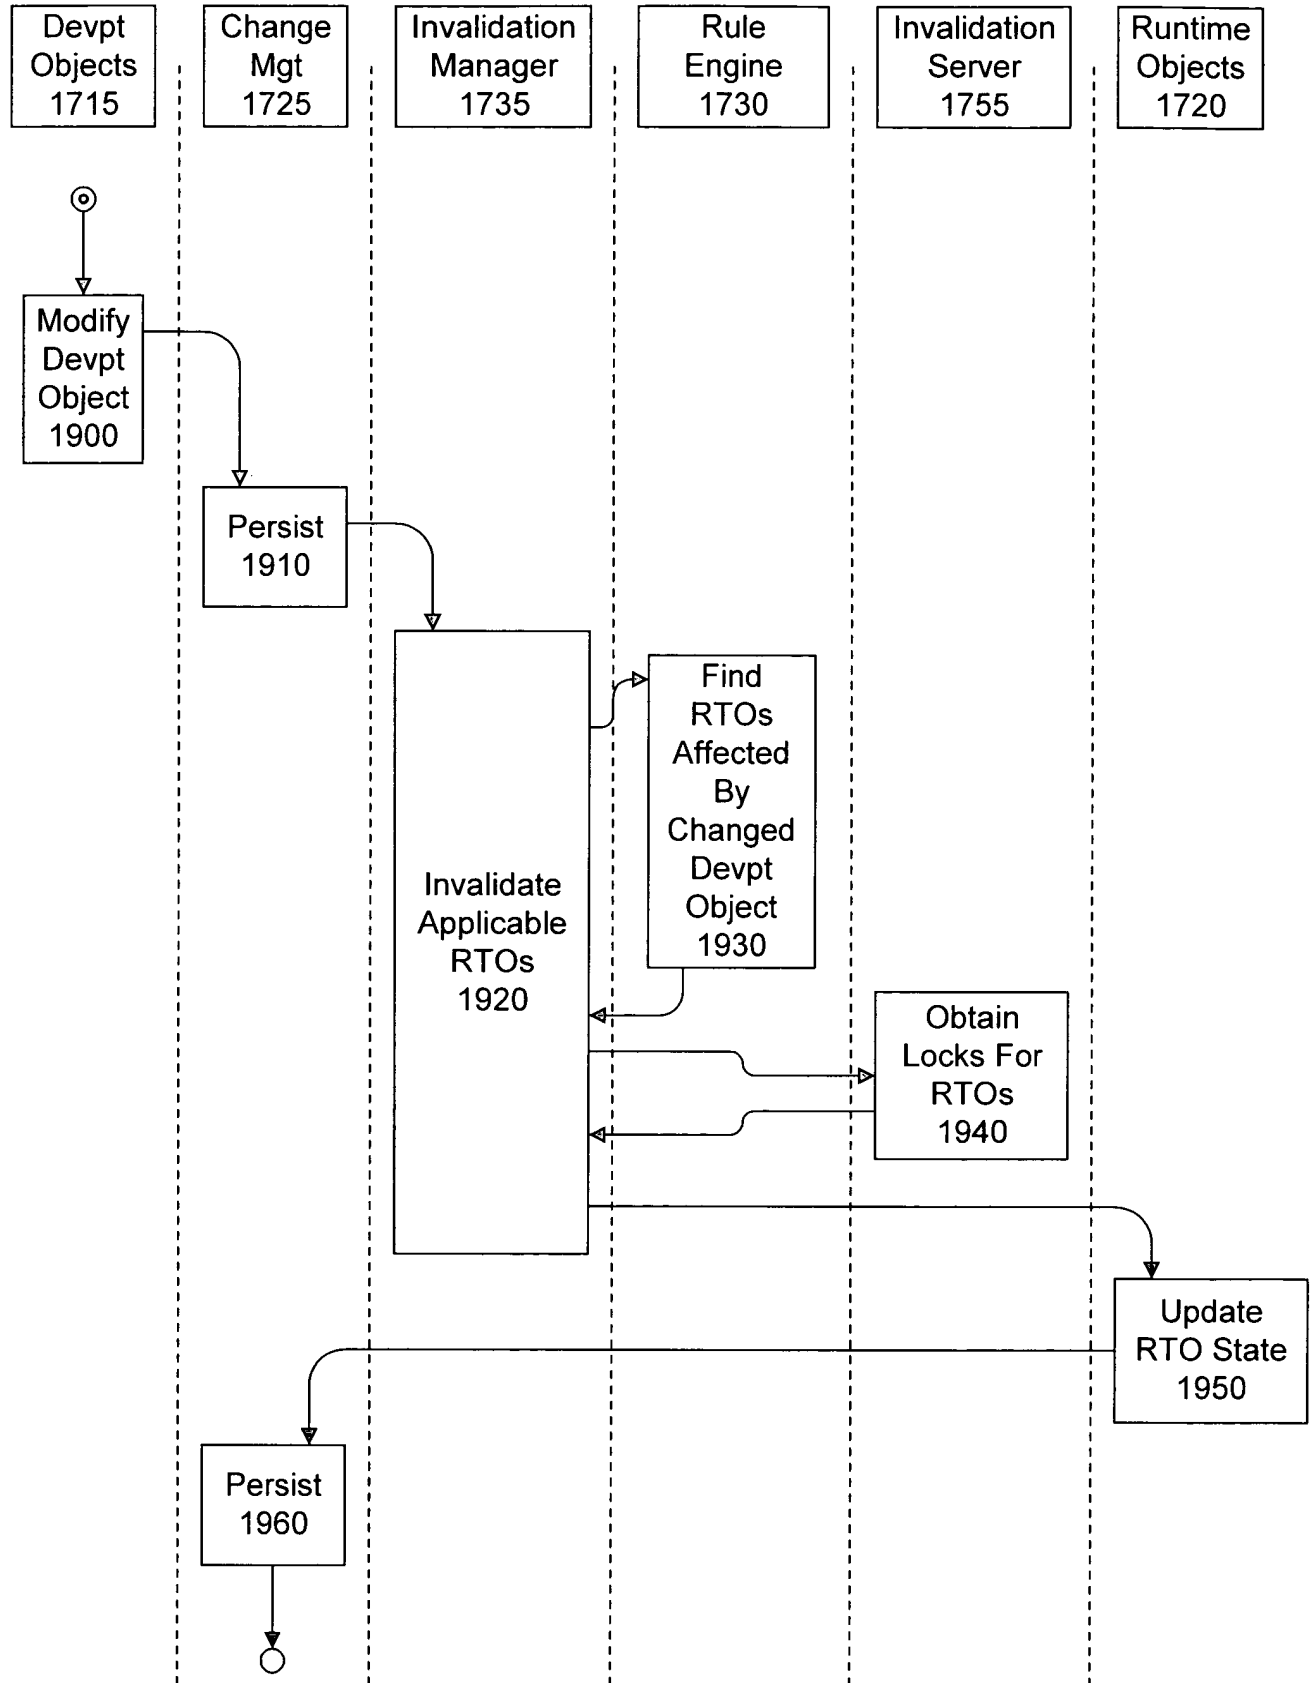 Devpt
Objects
1715
Change
Mgt
1725
Invalidation
Manager
1735
Rule
Engine
1730
Invalidation
Server
1755
Runtime
Objects
1720
Modify
Devpt
Object
1900
Persist
1910
Invalidate
Applicable
RTOs
1920
Find
RTOs
Affected
By
Changed
Devpt
Object
1930
Obtain
Locks For
RTOs
1940
Update
RTO State
1950
Persist
1960